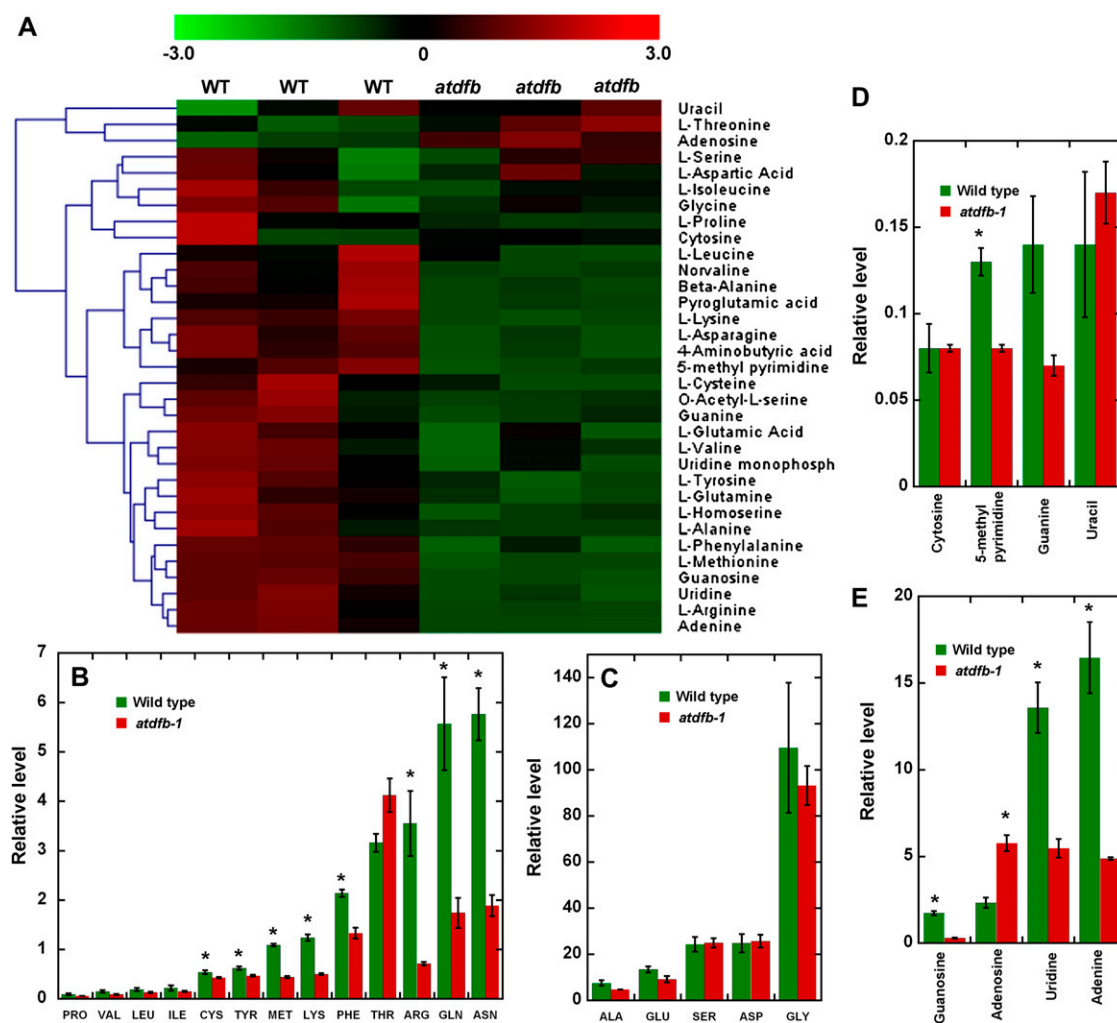 A
-3.0 0 3.0
WT WT WT atdfb atdfb atdfb
Uracil
L-Threonine
Adenosine
L-Serine
L-Aspartic Acid
L-Isoleucine
Glycine
L-Proline
Cytosine
L-Leucine
Norvaline
Beta-Alanine
Pyroglutamic acid
L-Lysine
L-Asparagine
4-Aminobutyric acid
5-methyl pyrimidine
L-Cysteine
O-Acetyl-L-serine
Guanine
L-Glutamic Acid
L-Valine
Uridine monophosph
L-Tyrosine
L-Glutamine
L-Homoserine
L-Alanine
L-Phenylalanine
L-Methionine
Guanosine
Uridine
L-Arginine
Adenine
B
Wild type
atdfb-1
Relative level
7
6
5
4
3
2
1
0
* * * * * * * *
PRO VAL LEU ILE CYS TYR MET LYS PHE THR ARG GLN ASN
C
Wild type
atdfb-1
Relative level
140
120
100
80
60
40
20
0
ALA GLU SER ASP GLY
D
Wild type
atdfb-1
Relative level
0.2
0.15
0.1
0.05
0
*
Cytosine
5-methyl
pyrimidine
Guanine
Uracil
E
Wild type
atdfb-1
Relative level
20
15
10
5
0
* * * *
Guanosine
Adenosine
Uridine
Adenine